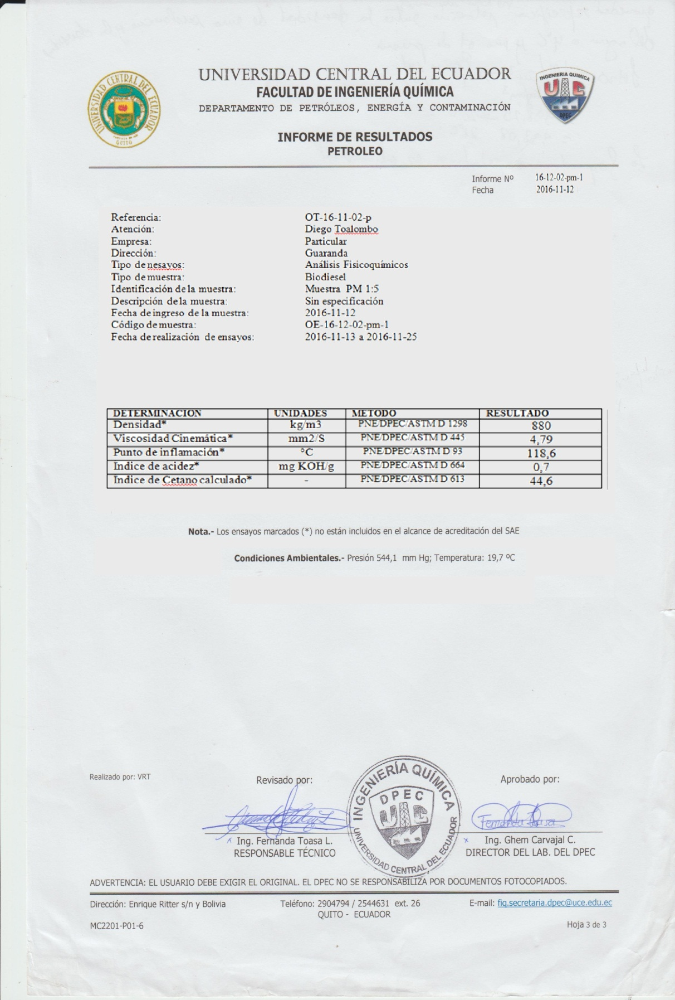 UNIVERSIDAD CENTRAL DEL ECUADOR
FACULTAD DE INGENIERÍA QUÍMICA
DEPARTAMENTO DE PETRÓLEOS, ENERGÍA Y CONTAMINACIÓN
UNIVERSIDAD CENTRAL DEL ECUADOR
QUITO
INGENIERIA QUIMICA
UC
DPEC
INFORME DE RESULTADOS
PETROLEO
Informe Nº 16-12-02-pm-1
Fecha 2016-11-12
Referencia: OT-16-11-02-p
Atención: Diego Toalombo
Empresa: Particular
Dirección: Guaranda
Tipo de nesayos: Análisis Fisicoquímicos
Tipo de muestra: Biodiesel
Identificación de la muestra: Muestra PM 1:5
Descripción de la muestra: Sin especificación
Fecha de ingreso de la muestra: 2016-11-12
Código de muestra: OE-16-12-02-pm-1
Fecha de realización de ensayos: 2016-11-13 a 2016-11-25
DETERMINACION UNIDADES METODO RESULTADO
Densidad* kg/m3 PNE/DPEC/ASTM D 1298 880
Viscosidad Cinemática* mm2/S PNE/DPEC/ASTM D 445 4,79
Punto de inflamación* °C PNE/DPEC/ASTM D 93 118,6
Indice de acidez* mg KOH/g PNE/DPEC/ASTM D 664 0,7
Indice de Cetano calculado* - PNE/DPEC/ASTM D 613 44,6
Nota.- Los ensayos marcados (*) no están incluidos en el alcance de acreditación del SAE
Condiciones Ambientales.- Presión 544,1 mm Hg; Temperatura: 19,7 ºC
Realizado por: VRT
Revisado por:
Aprobado por:
INGENIERÍA QUÍMICA
DPEC
UC
UNIVERSIDAD CENTRAL DEL ECUADOR
Fernanda Toasa
Ing. Fernanda Toasa L.
RESPONSABLE TÉCNICO
Ing. Ghem Carvajal C.
DIRECTOR DEL LAB. DEL DPEC
ADVERTENCIA: EL USUARIO DEBE EXIGIR EL ORIGINAL. EL DPEC NO SE RESPONSABILIZA POR DOCUMENTOS FOTOCOPIADOS.
Dirección: Enrique Ritter s/n y Bolivia Teléfono: 2904794 / 2544631 ext. 26 E-mail: fiq.secretaria.dpec@uce.edu.ec
QUITO - ECUADOR
MC2201-P01-6 Hoja 3 de 3